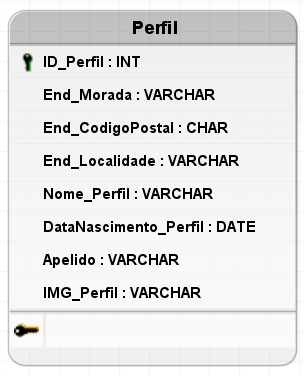 Perfil
ID_Perfil : INT
End_Morada : VARCHAR
End_CodigoPostal : CHAR
End_Localidade : VARCHAR
Nome_Perfil : VARCHAR
DataNascimento_Perfil : DATE
Apelido : VARCHAR
IMG_Perfil : VARCHAR